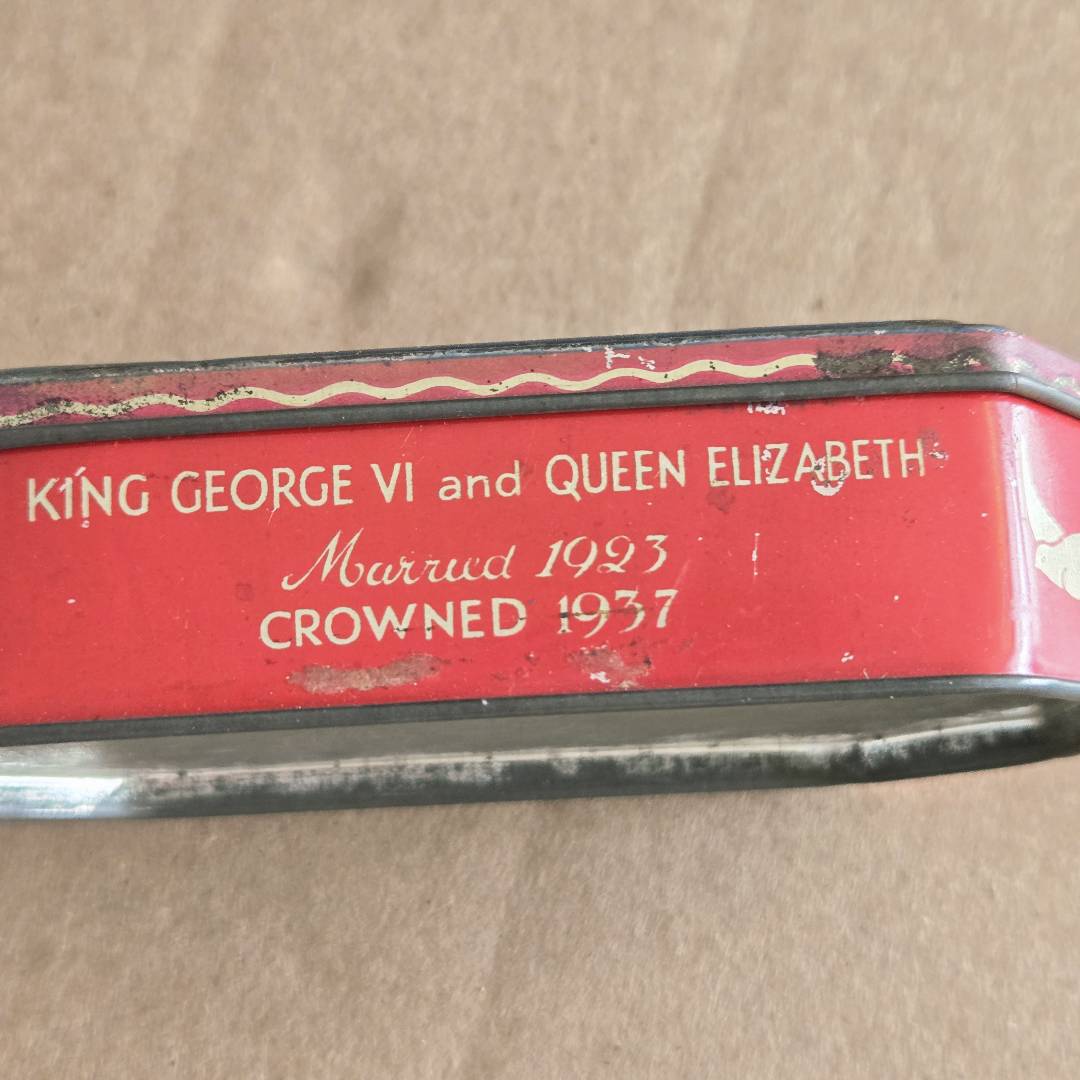 KING GEORGE VI and QUEEN ELIZABETH
Married 1923
CROWNED 1937